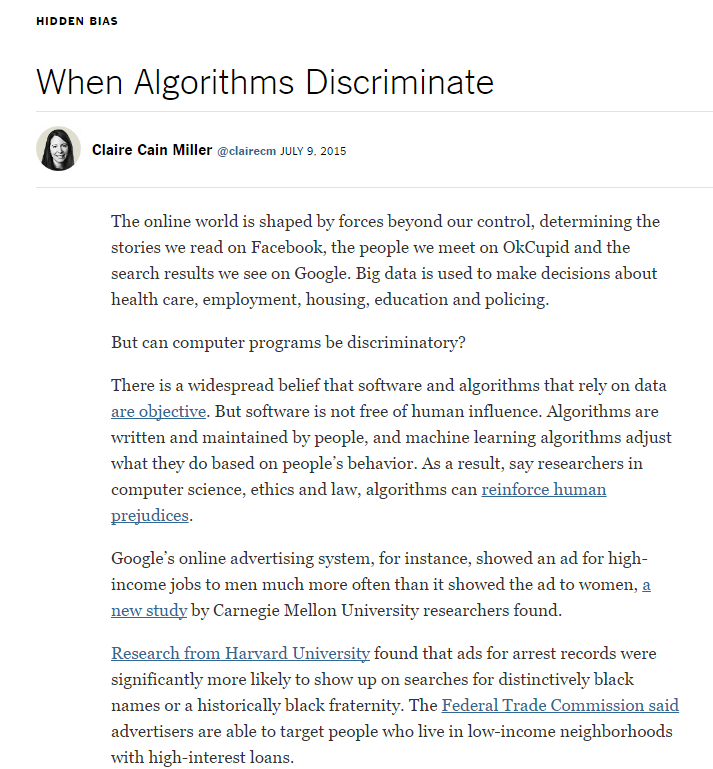 HIDDEN BIAS
When Algorithms Discriminate
Claire Cain Miller @clairecm JULY 9, 2015
The online world is shaped by forces beyond our control, determining the
stories we read on Facebook, the people we meet on OkCupid and the
search results we see on Google. Big data is used to make decisions about
health care, employment, housing, education and policing.
But can computer programs be discriminatory?
There is a widespread belief that software and algorithms that rely on data
are objective. But software is not free of human influence. Algorithms are
written and maintained by people, and machine learning algorithms adjust
what they do based on people’s behavior. As a result, say researchers in
computer science, ethics and law, algorithms can reinforce human
prejudices.
Google’s online advertising system, for instance, showed an ad for high-
income jobs to men much more often than it showed the ad to women, a
new study by Carnegie Mellon University researchers found.
Research from Harvard University found that ads for arrest records were
significantly more likely to show up on searches for distinctively black
names or a historically black fraternity. The Federal Trade Commission said
advertisers are able to target people who live in low-income neighborhoods
with high-interest loans.